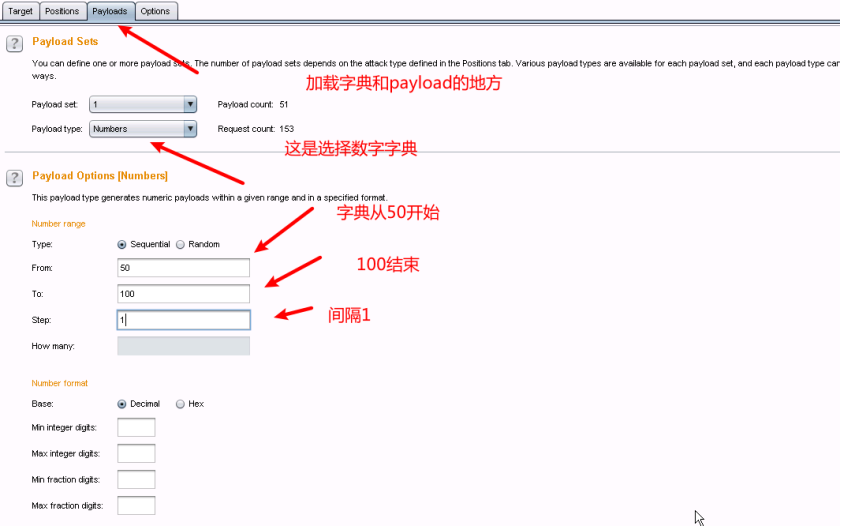 Target Positions Payloads Options
? Payload Sets
You can define one or more payload sets. The number of payload sets depends on the attack type defined in the Positions tab. Various payload types are available for each payload set, and each payload type can
ways.
加载字典和payload的地方
Payload set: 1 Payload count: 51
Payload type: Numbers Request count: 153
这是选择数字字典
? Payload Options [Numbers]
This payload type generates numeric payloads within a given range and in a specified format.
字典从50开始
Number range
Type: Sequential Random
From: 50
100结束
To: 100
Step: 1
间隔1
How many:
Number format
Base: Decimal Hex
Min integer digits:
Max integer digits:
Min fraction digits:
Max fraction digits: